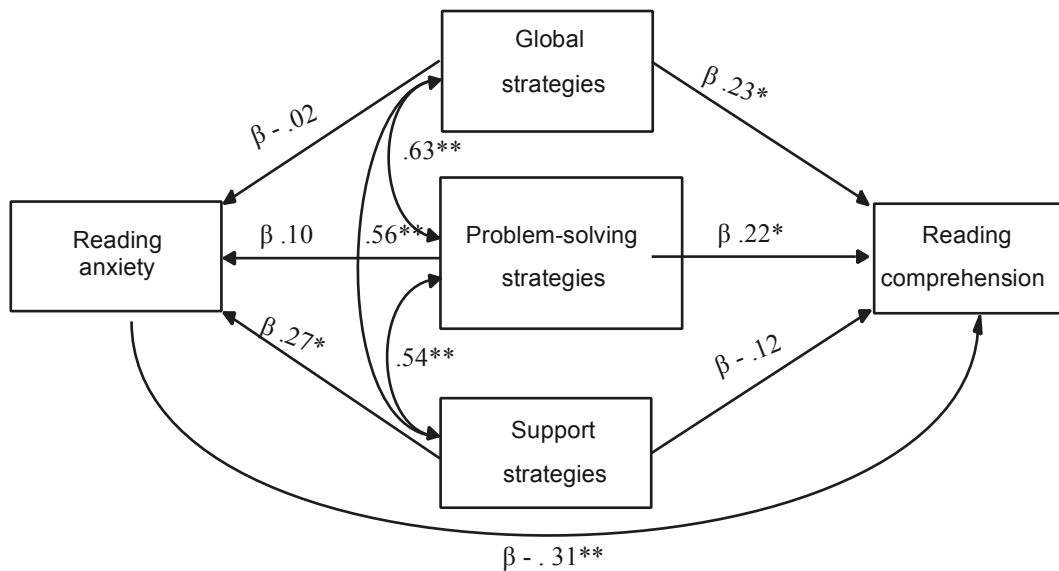 Global
strategies
β .23*
β - .02
.63**
Reading
anxiety
β .10
.56**
Problem-solving
strategies
β .22*
Reading
comprehension
β .27*
.54**
β - .12
Support
strategies
β - . 31**